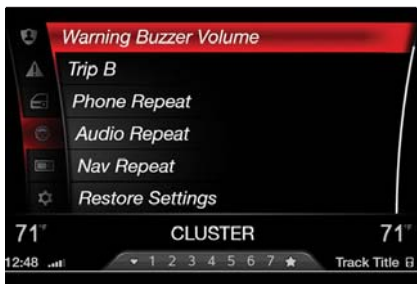 Warning Buzzer Volume
Trip B
Phone Repeat
Audio Repeat
Nav Repeat
Restore Settings
71° CLUSTER 71°
12:48 1 2 3 4 5 6 7 Track Title